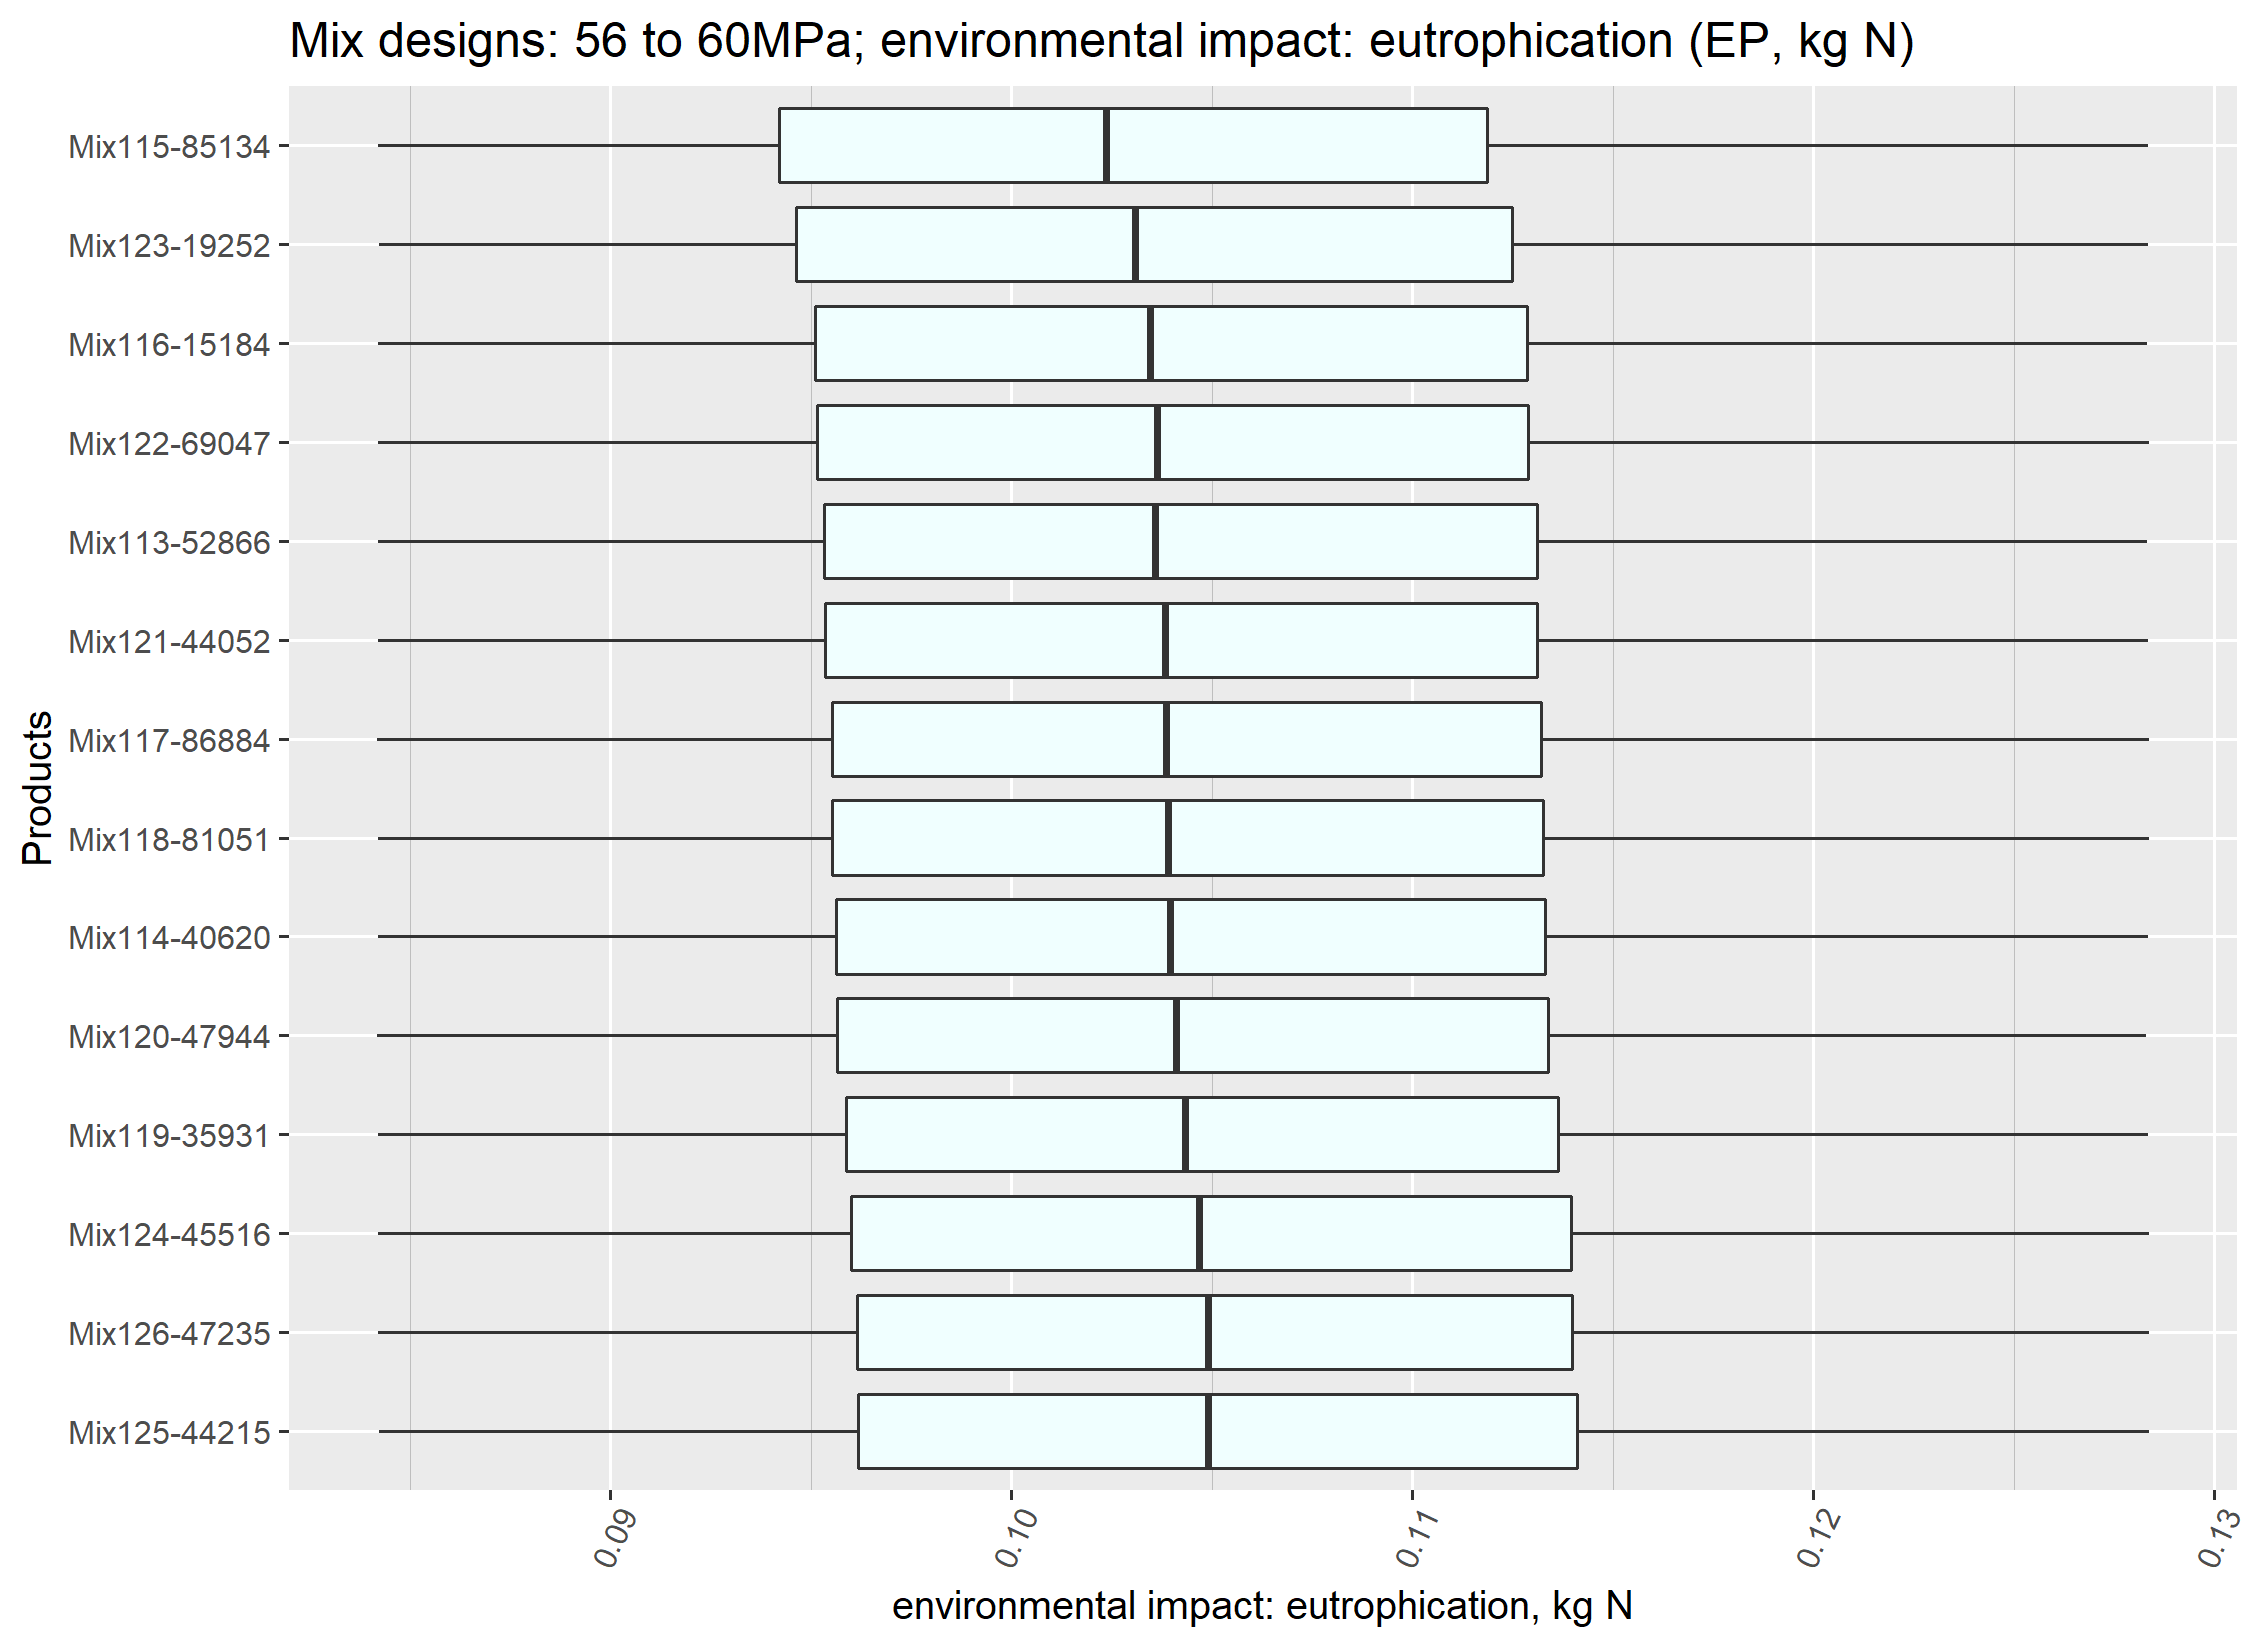 Mix designs: 56 to 60MPa; environmental impact: eutrophication (EP, kg N)
Products
Mix115-85134
Mix123-19252
Mix116-15184
Mix122-69047
Mix113-52866
Mix121-44052
Mix117-86884
Mix118-81051
Mix114-40620
Mix120-47944
Mix119-35931
Mix124-45516
Mix126-47235
Mix125-44215
0.09 0.10 0.11 0.12 0.13
environmental impact: eutrophication, kg N